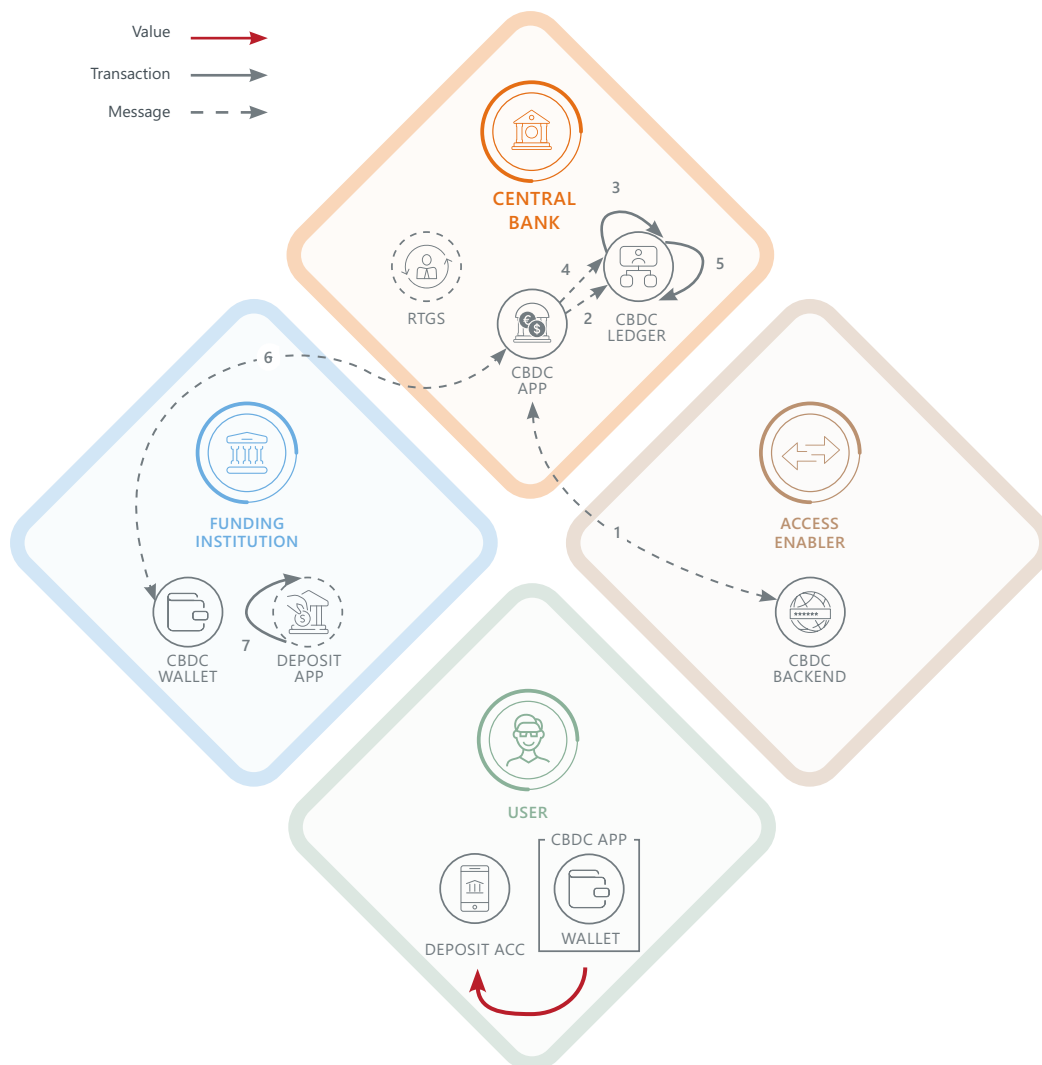 Value
Transaction
Message
CENTRAL
BANK
3
4
5
2
RTGS
CBDC
LEDGER
CBDC
APP
6
1
FUNDING
INSTITUTION
ACCESS
ENABLER
€
$
$
******
7
CBDC
WALLET
DEPOSIT
APP
CBDC
BACKEND
USER
CBDC APP
WALLET
DEPOSIT ACC